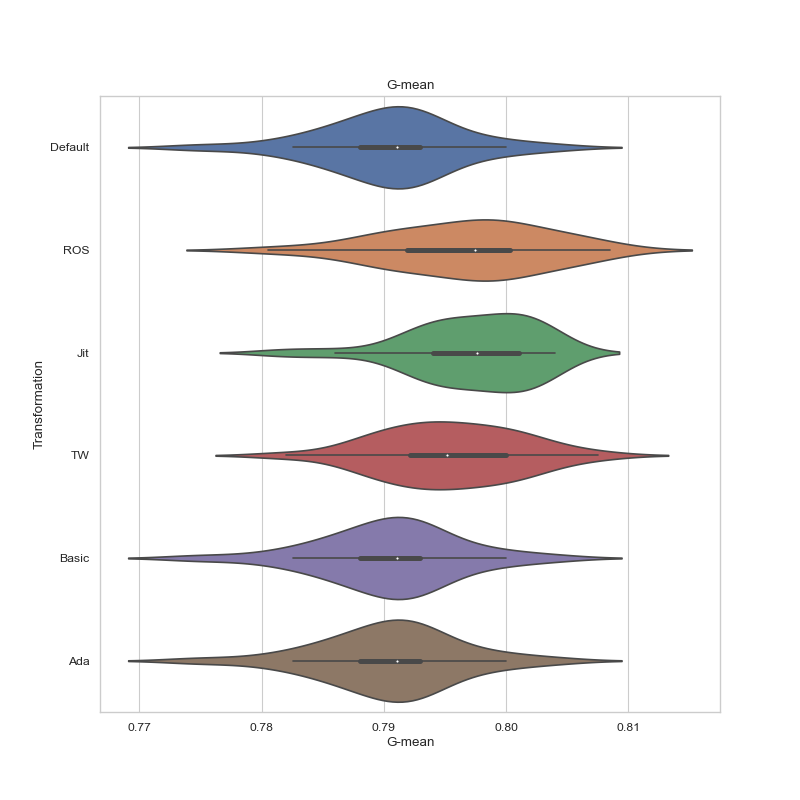 G-mean
Default
ROS
Jit
TW
Basic
Ada
Transformation
0.77 0.78 0.79 0.80 0.81
G-mean